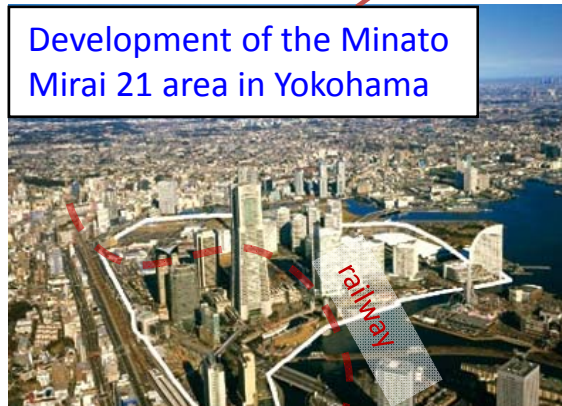 Development of the Minato
Mirai 21 area in Yokohama
railway